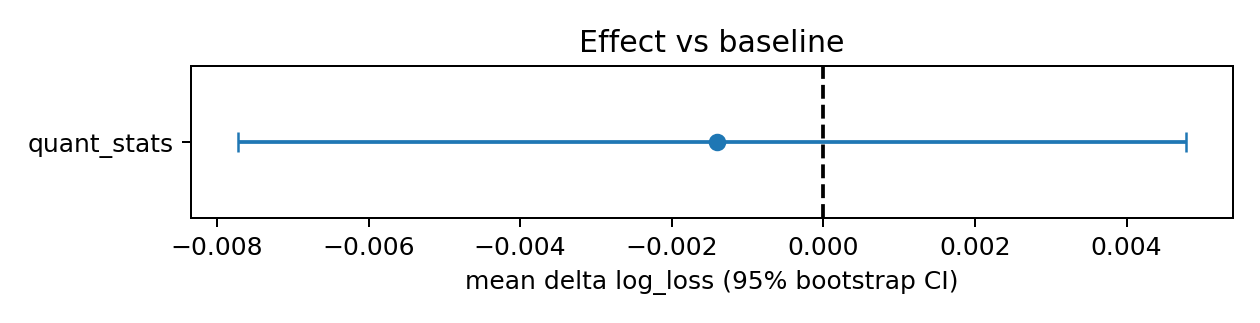 Effect vs baseline
quant_stats
−0.008 −0.006 −0.004 −0.002 0.000 0.002 0.004
mean delta log_loss (95% bootstrap CI)